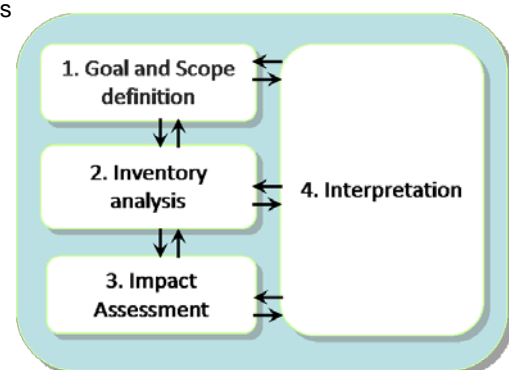 s
1. Goal and Scope
definition
2. Inventory
analysis
4. Interpretation
3. Impact
Assessment